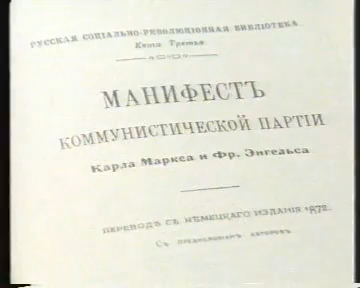 РУССКАЯ СОЦІАЛЬНО-РЕВОЛЮЦІОННАЯ БИБЛІОТЕКА.
Книга Третья.
МАНИФЕСТЪ
КОММУНИСТИЧЕСКОЙ ПАРТІИ
Карла Маркса и Фр. Энгельса
ПЕРЕВОДЪ СЪ НѢМЕЦКАГО ИЗДАНІЯ 1872.
Съ предисловіемъ авторовъ